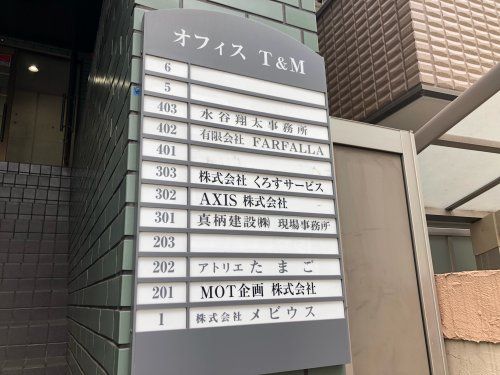 オフィス T&M
6
5
403 水谷翔太事務所
402 有限会社 FARFALLA
401
303 株式会社 くろすサービス
302 AXIS 株式会社
301 真柄建設㈱ 現場事務所
203
202 アトリエ たまご
201 MOT企画 株式会社
1 株式会社 メビウス